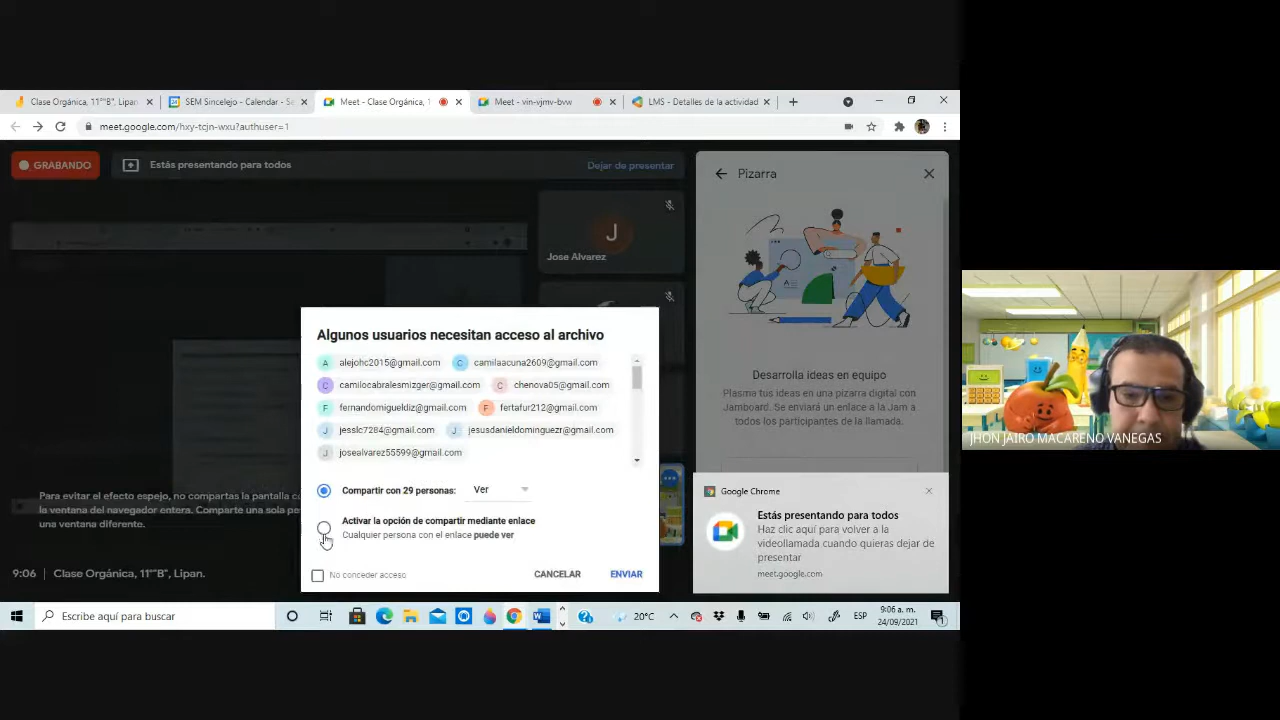 Clase Orgánica, 11°"B", Lipan.
SEM Sincelejo - Calendar - Se
Meet - Clase Orgánica, 1
Meet - vin-vjmv-bvw
LMS - Detalles de la actividad
meet.google.com/hxy-tcjn-wxu?authuser=1
GRABANDO
Estás presentando para todos
Dejar de presentar
Pizarra
J
Jose Alvarez
Algunos usuarios necesitan acceso al archivo
A alejohc2015@gmail.com C camilaacuna2609@gmail.com
C camilocabralesmizger@gmail.com C chenova05@gmail.com
F fernandomigueldiz@gmail.com F fertafur212@gmail.com
J jesslc7284@gmail.com J jesusdanieldominguezr@gmail.com
J josealvarez55599@gmail.com
Compartir con 29 personas: Ver
Activar la opción de compartir mediante enlace
Cualquier persona con el enlace puede ver
No conceder acceso
CANCELAR
ENVIAR
Desarrolla ideas en equipo
Plasma tus ideas en una pizarra digital con
Jamboard. Se enviará un enlace a la Jam a
todos los participantes de la llamada.
Para evitar el efecto espejo, no compartas la pantalla
la ventana del navegador entera. Comparte una sola
una ventana diferente.
9:06 | Clase Orgánica, 11°"B", Lipan.
Google Chrome
Estás presentando para todos
Haz clic aquí para volver a la
videollamada cuando quieras dejar de
presentar
meet.google.com
JHON JAIRO MACARENO VANEGAS
Escribe aquí para buscar
20°C
ESP
9:06 a. m.
24/09/2021
1